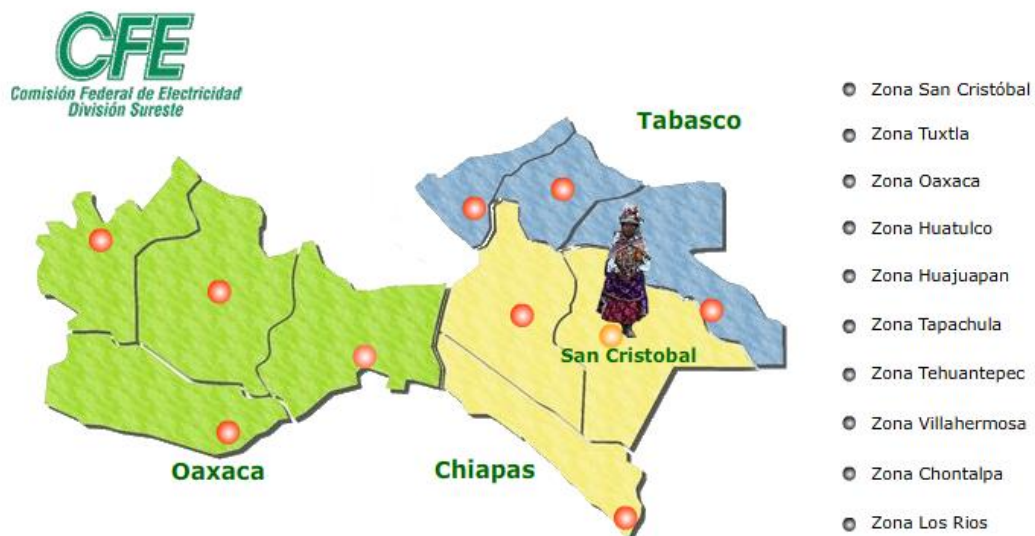 CFE
Comisión Federal de Electricidad
División Sureste
Tabasco
San Cristobal
Oaxaca
Chiapas
Zona San Cristóbal
Zona Tuxtla
Zona Oaxaca
Zona Huatulco
Zona Huajuapan
Zona Tapachula
Zona Tehuantepec
Zona Villahermosa
Zona Chontalpa
Zona Los Rios